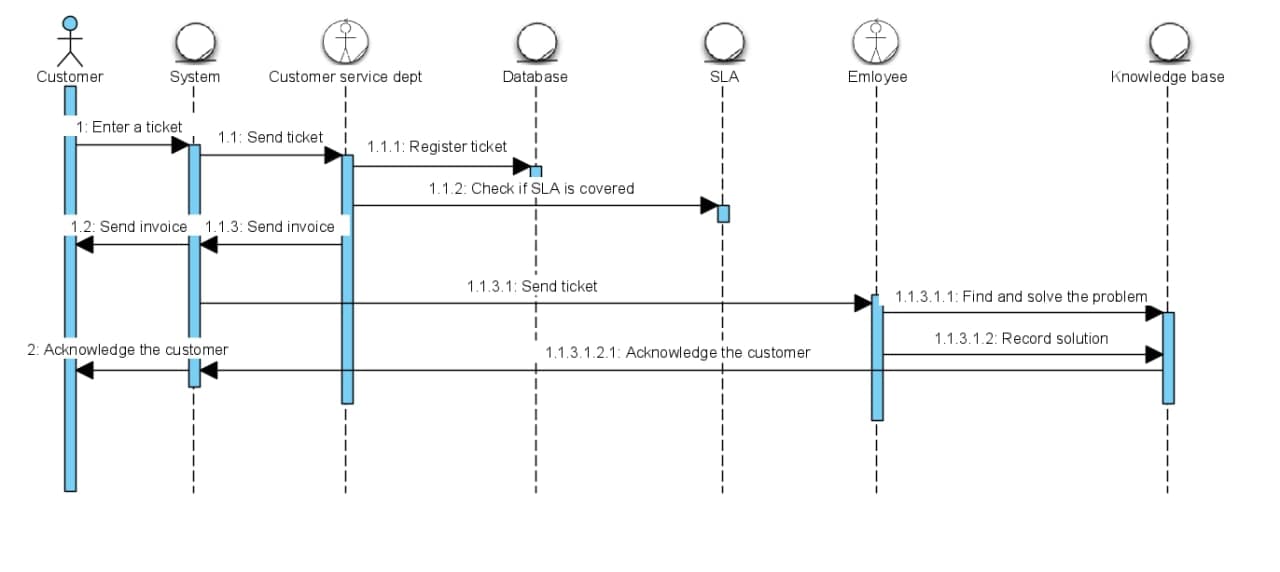 Customer
System
Customer service dept
Database
SLA
Emloyee
Knowledge base
1: Enter a ticket
1.1: Send ticket
1.1.1: Register ticket
1.1.2: Check if SLA is covered
1.2: Send invoice
1.1.3: Send invoice
1.1.3.1: Send ticket
1.1.3.1.1: Find and solve the problem
1.1.3.1.2: Record solution
2: Acknowledge the customer
1.1.3.1.2.1: Acknowledge the customer